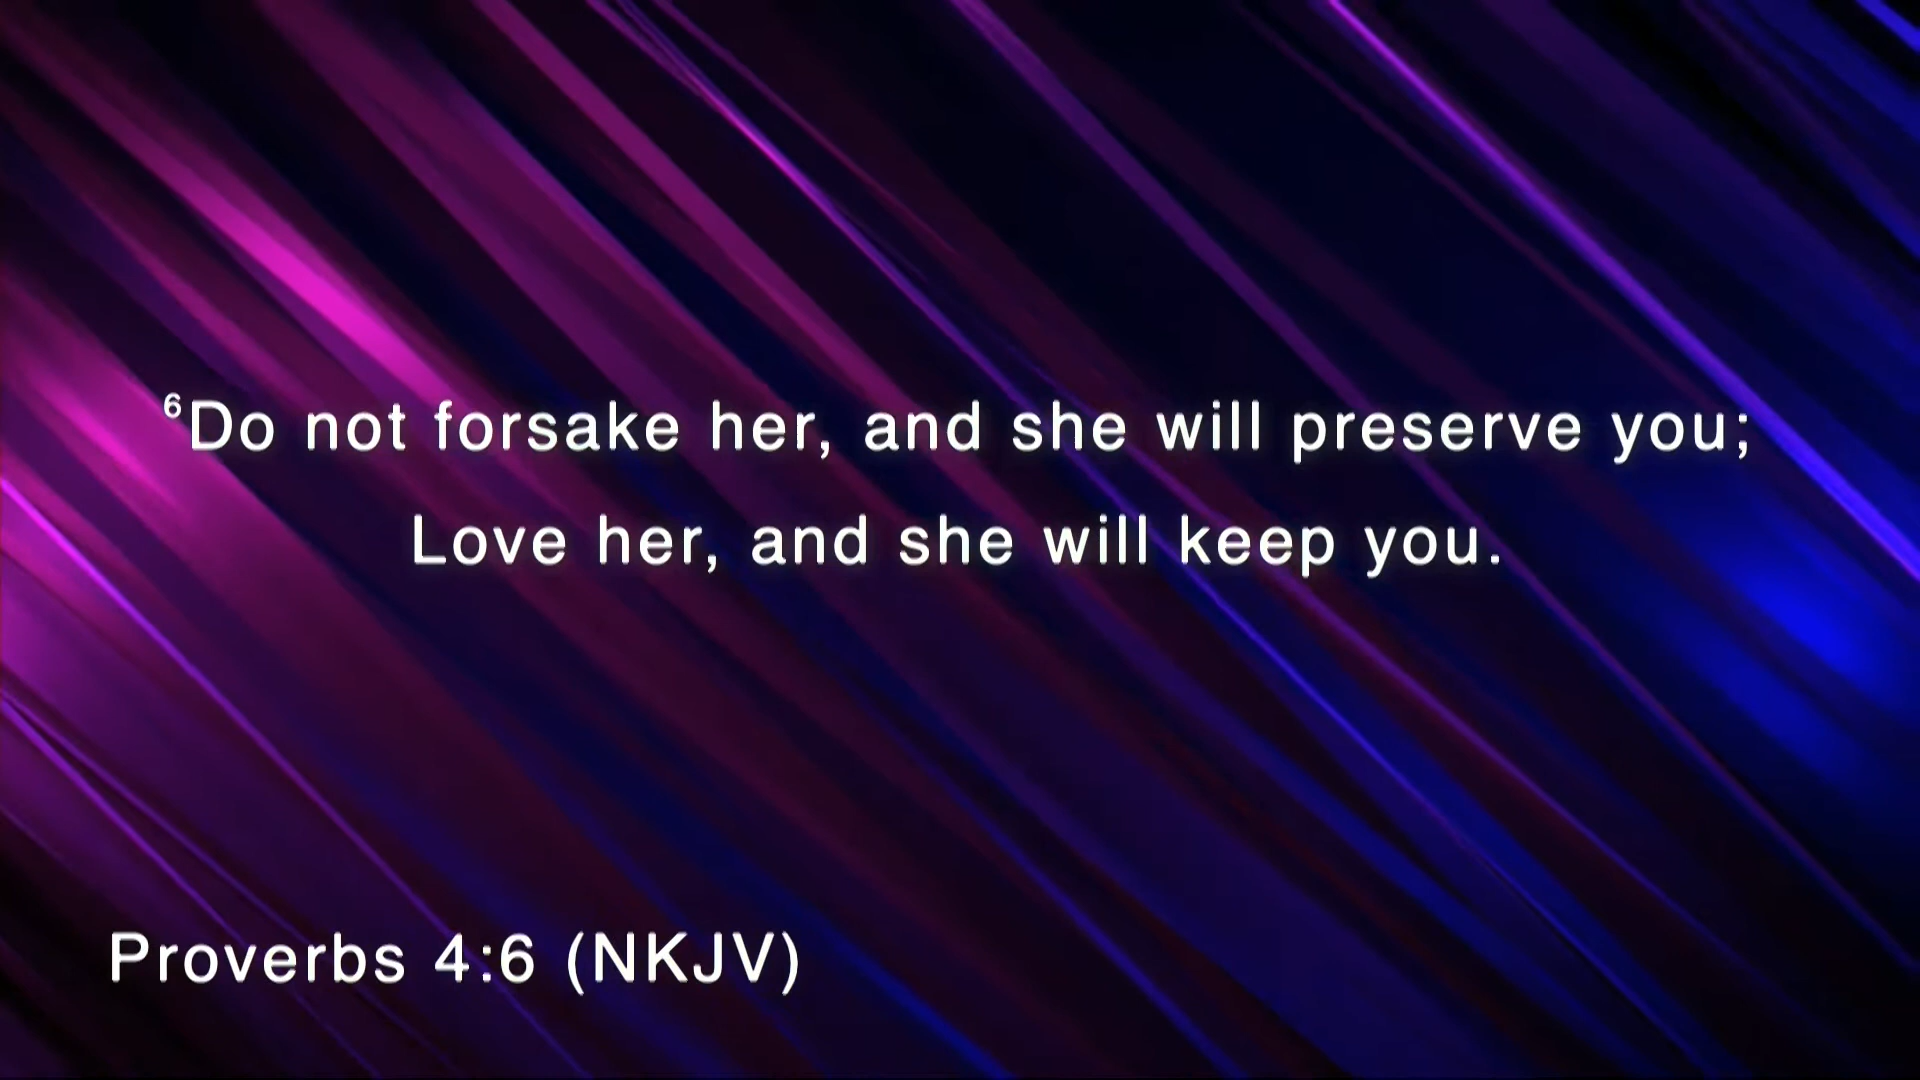 ⁶Do not forsake her, and she will preserve you;
Love her, and she will keep you.
Proverbs 4:6 (NKJV)